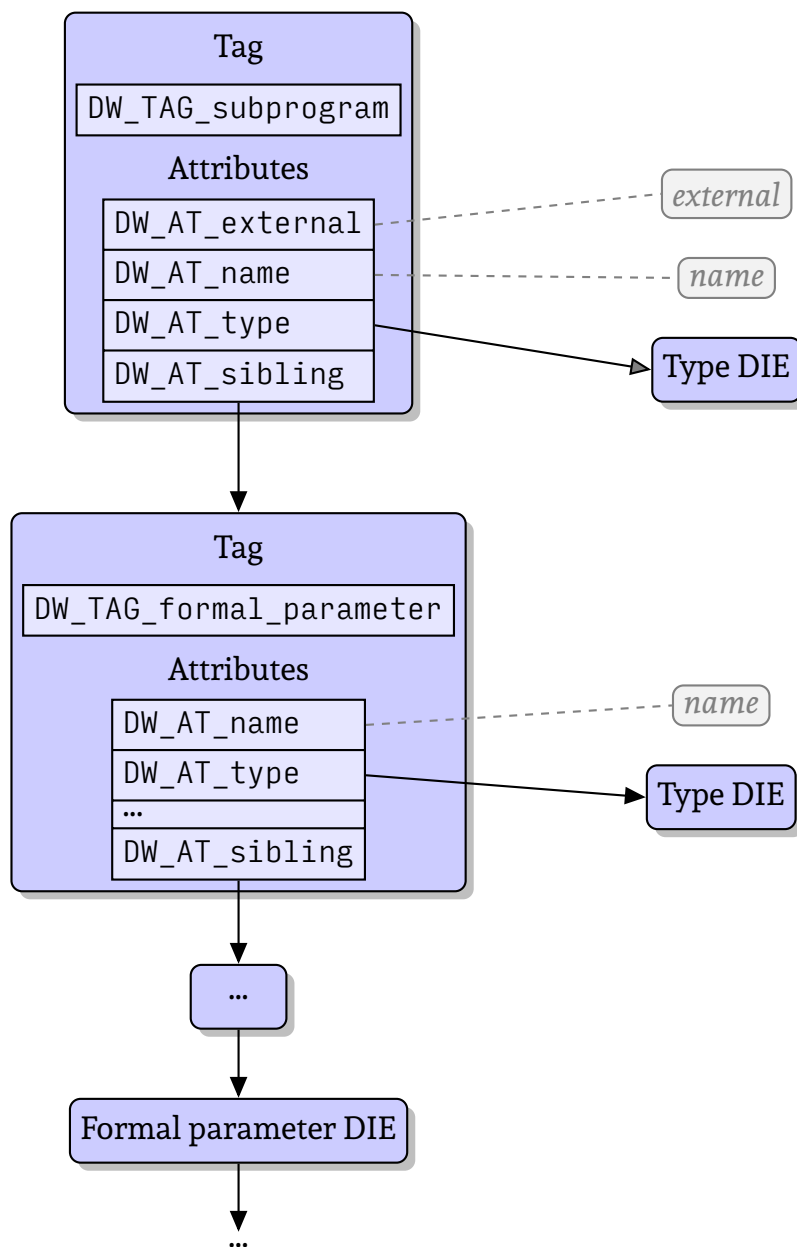 Tag
DW_TAG_subprogram
Attributes
DW_AT_external
external
DW_AT_name
name
DW_AT_type
Type DIE
DW_AT_sibling
Tag
DW_TAG_formal_parameter
Attributes
DW_AT_name
name
DW_AT_type
Type DIE
…
DW_AT_sibling
…
Formal parameter DIE
…